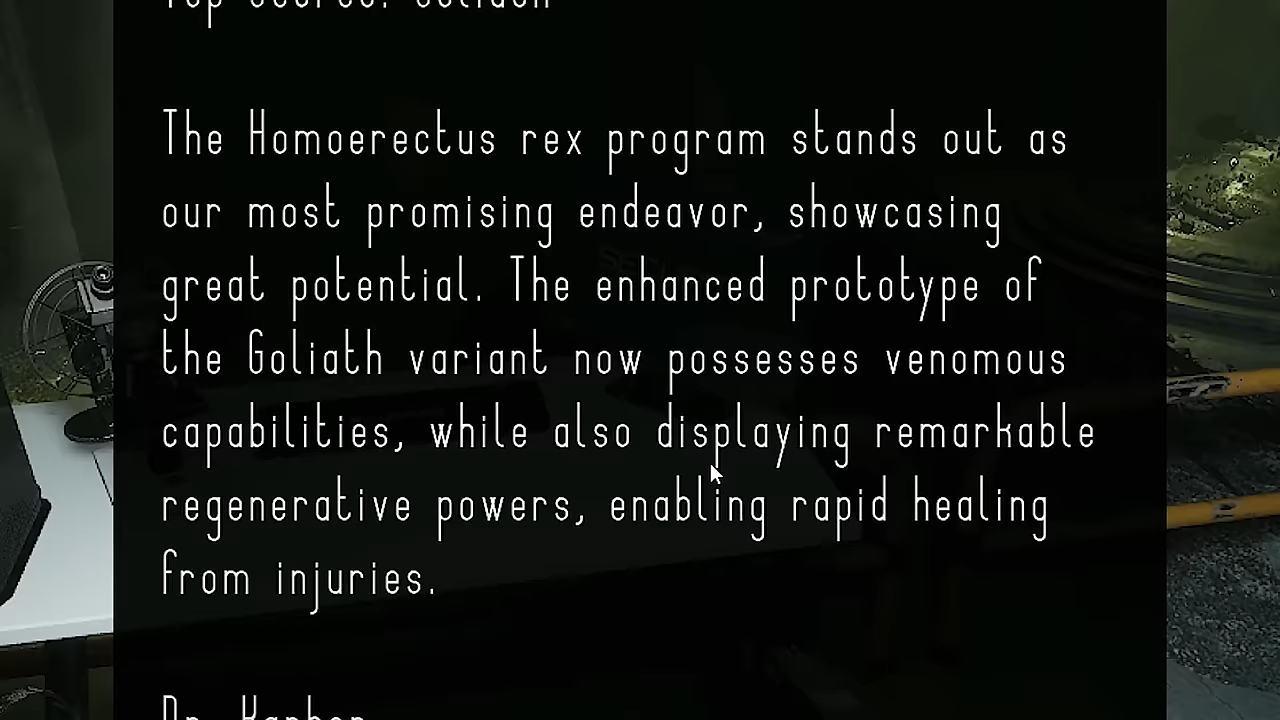 The Homoerectus rex program stands out as
our most promising endeavor, showcasing
great potential. The enhanced prototype of
the Goliath variant now possesses venomous
capabilities, while also displaying remarkable
regenerative powers, enabling rapid healing
from injuries.
Dr.